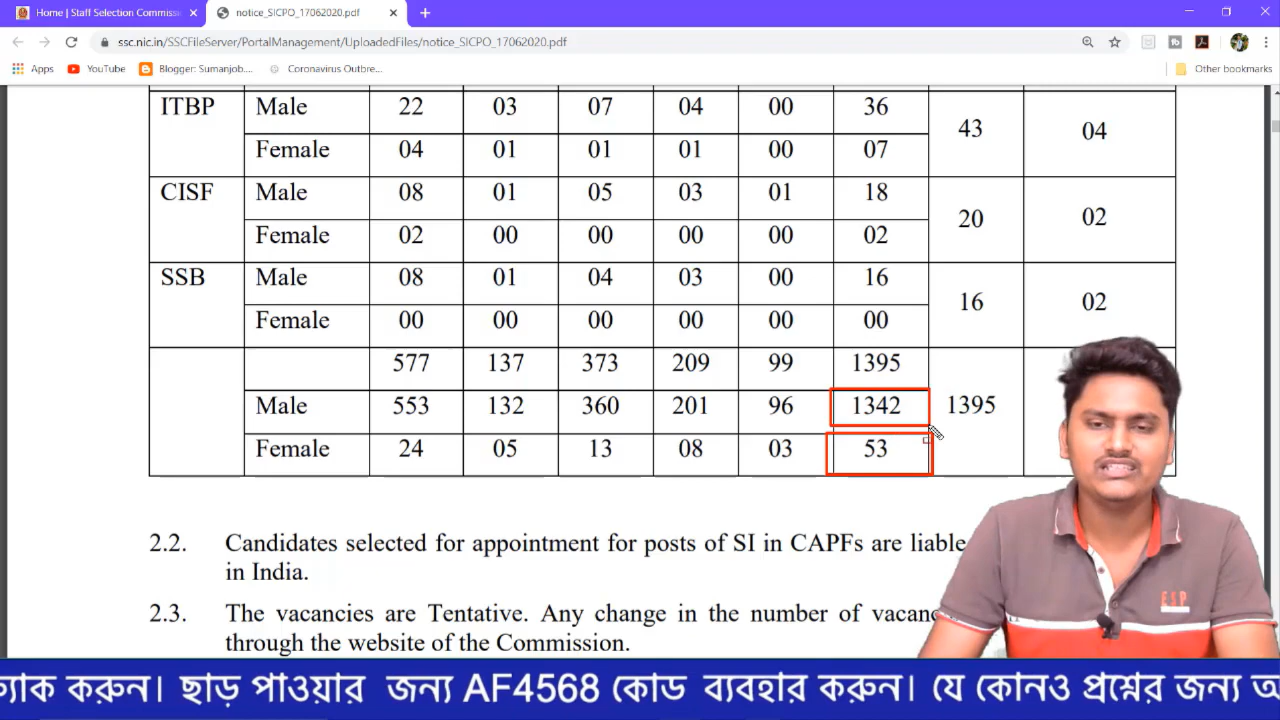 Home | Staff Selection Commissi
notice_SICPO_17062020.pdf
ssc.nic.in/SSCFileServer/PortalManagement/UploadedFiles/notice_SICPO_17062020.pdf
Apps YouTube Blogger: Sumanjob.... Coronavirus Outbre... Other bookmarks
ITBP Male 22 03 07 04 00 36 43 04
Female 04 01 01 01 00 07
CISF Male 08 01 05 03 01 18 20 02
Female 02 00 00 00 00 02
SSB Male 08 01 04 03 00 16 16 02
Female 00 00 00 00 00 00
577 137 373 209 99 1395 1395
Male 553 132 360 201 96 1342
Female 24 05 13 08 03 53
2.2. Candidates selected for appointment for posts of SI in CAPFs are liable
in India.
2.3. The vacancies are Tentative. Any change in the number of
through the website of the Commission.
ESP
করুন। ছাড় পাওয়ার জন্য AF4568 কোড ব্যবহার করুন। যে কোনও প্রশ্নের জন্য